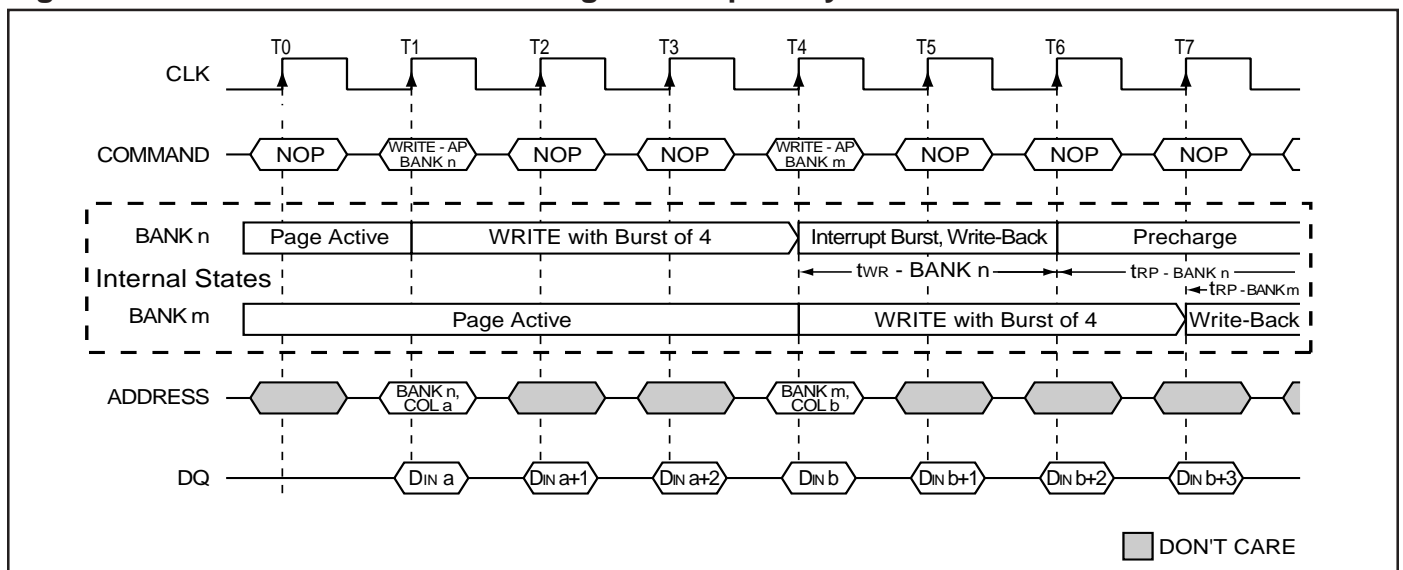 T0 T1 T2 T3 T4 T5 T6 T7
CLK
COMMAND NOP WRITE - AP BANK n NOP NOP WRITE - AP BANK m NOP NOP NOP
BANK n Page Active WRITE with Burst of 4 Interrupt Burst, Write-Back Precharge
Internal States tWR - BANK n tRP - BANK n
tRP - BANK m
BANK m Page Active WRITE with Burst of 4 Write-Back
ADDRESS BANK n, COL a BANK m, COL b
DQ DIN a DIN a+1 DIN a+2 DIN b DIN b+1 DIN b+2 DIN b+3
DON'T CARE